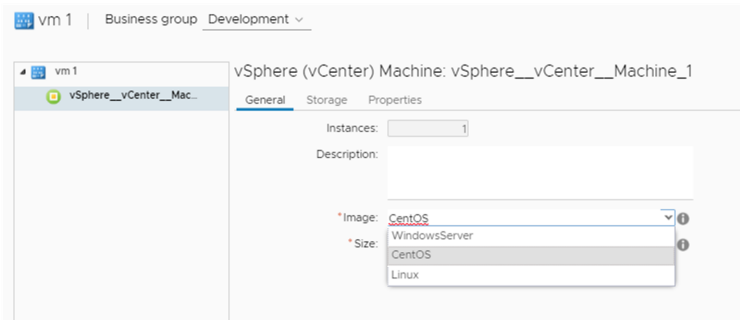 vm 1 Business group Development
vm 1
vSphere__vCenter__Mac...
vSphere (vCenter) Machine: vSphere__vCenter__Machine_1
General Storage Properties
Instances: 1
Description:
*Image: CentOS
*Size:
WindowsServer
CentOS
Linux